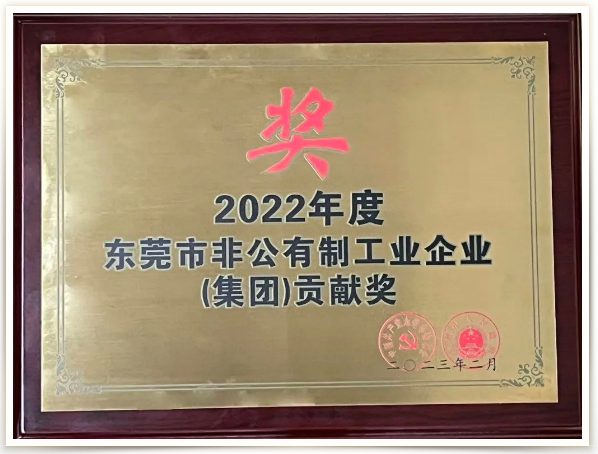 奖
2022年度
东莞市非公有制工业企业
(集团)贡献奖
二〇二三年二月